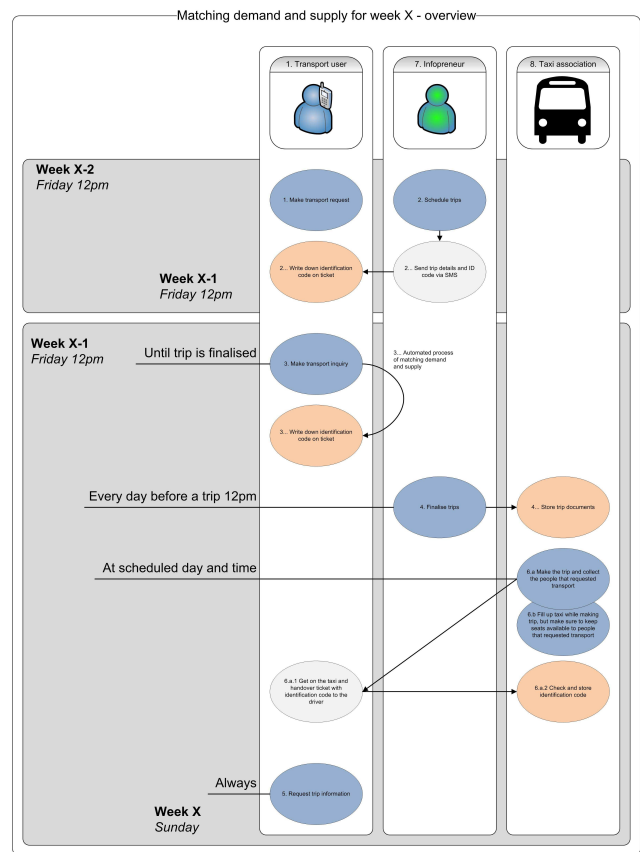 Matching demand and supply for week X - overview
1. Transport user
7. Infopreneur
8. Taxi association
Week X-2
Friday 12pm
1. Make transport request
2. Schedule trips
2... Write down identification
code on ticket
2... Send trip details and ID
code via SMS
Week X-1
Friday 12pm
Week X-1
Friday 12pm
Until trip is finalised
3. Make transport inquiry
3... Automated process
of matching demand
and supply
3... Write down identification
code on ticket
Every day before a trip 12pm
4. Finalise trips
4... Store trip documents
At scheduled day and time
6.a Make the trip and collect
the people that requested
transport
6.b Fill up taxi while making
trip, but make sure to keep
seats available to people
that requested transport
6.a.1 Get on the taxi and
handover ticket with
identification code to the
driver
6.a.2 Check and store
identification code
Always
5. Request trip information
Week X
Sunday